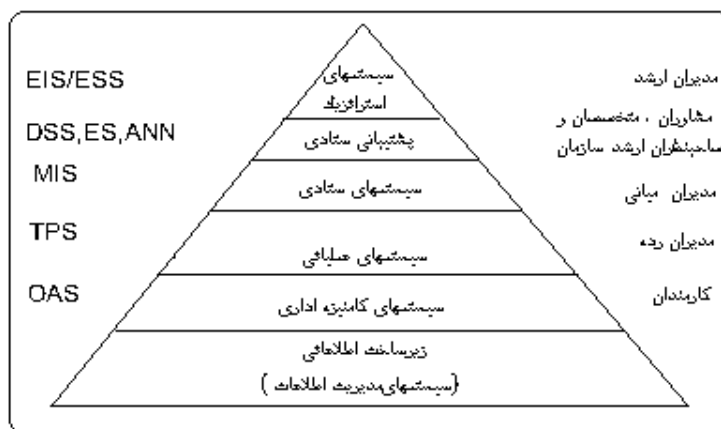 EIS/ESS
سیستمهای
مدیران ارشد
استراتژیک
مشاوران ، متخصصان و
DSS,ES,ANN
پشتیبانی ستادی
صاحبنظران ارشد سازمان
MIS
سیستمهای ستادی
مدیران میانی
TPS
سیستمهای عملیاتی
مدیران رده
OAS
سیستمهای کامنیزه اداری
کارمندان
زیرساخت اطلاعاتی
(سیستمهای مدیریت اطلاعات )